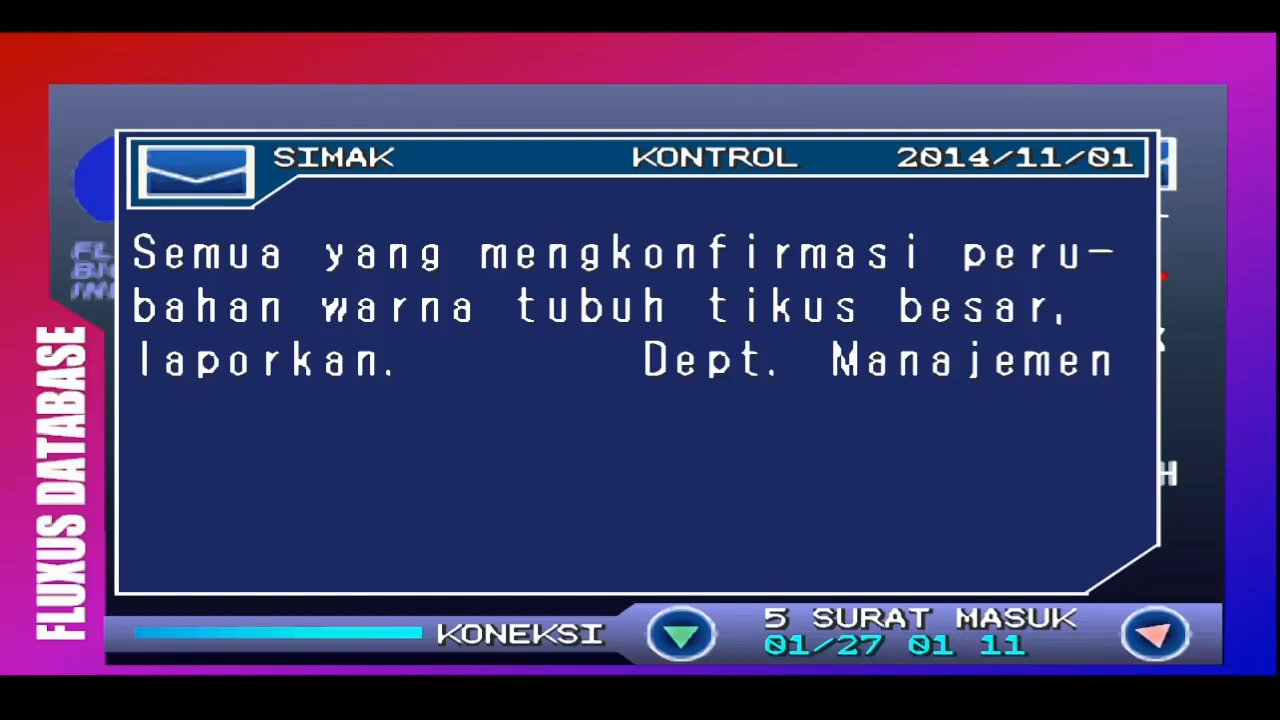 SIMAK KONTROL 2014/11/01
Semua yang mengkonfirmasi peru-
bahan warna tubuh tikus besar,
laporkan. Dept. Manajemen
FLUXUS DATABASE
KONEKSI
5 SURAT MASUK
01/27 01 11